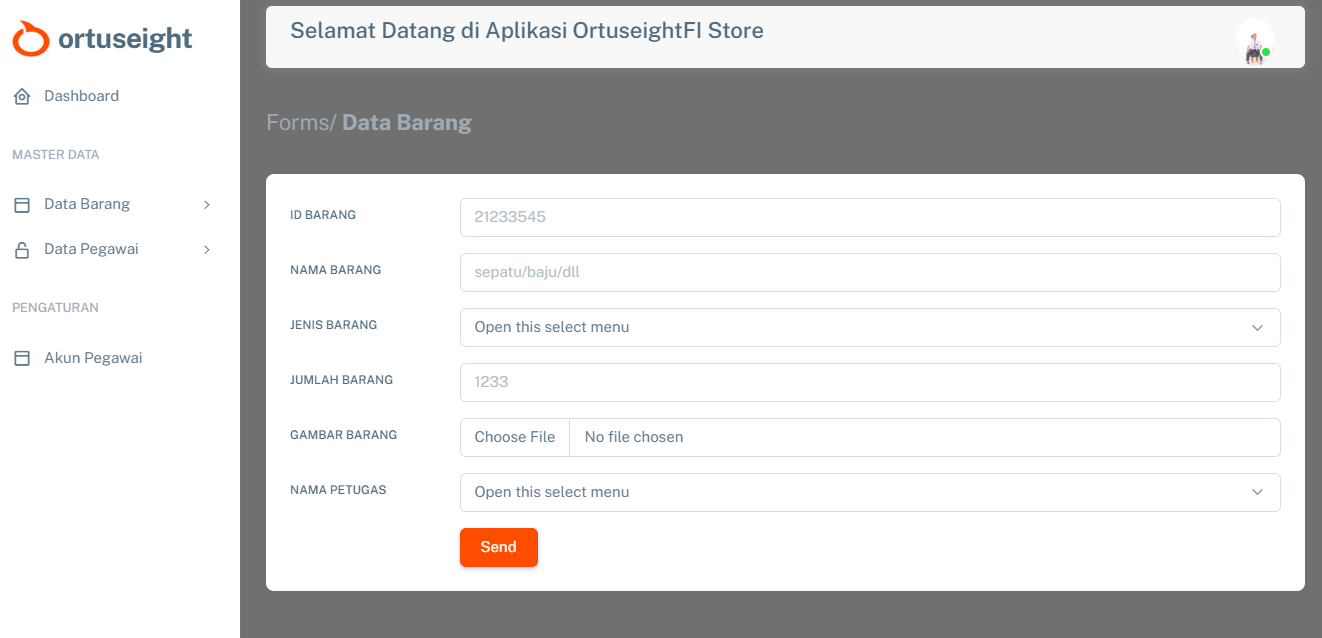 ortuseight
Dashboard
MASTER DATA
Data Barang
Data Pegawai
PENGATURAN
Akun Pegawai
Selamat Datang di Aplikasi OrtuseightFI Store
Forms/ Data Barang
ID BARANG
21233545
NAMA BARANG
sepatu/baju/dll
JENIS BARANG
Open this select menu
JUMLAH BARANG
1233
GAMBAR BARANG
Choose File No file chosen
NAMA PETUGAS
Open this select menu
Send